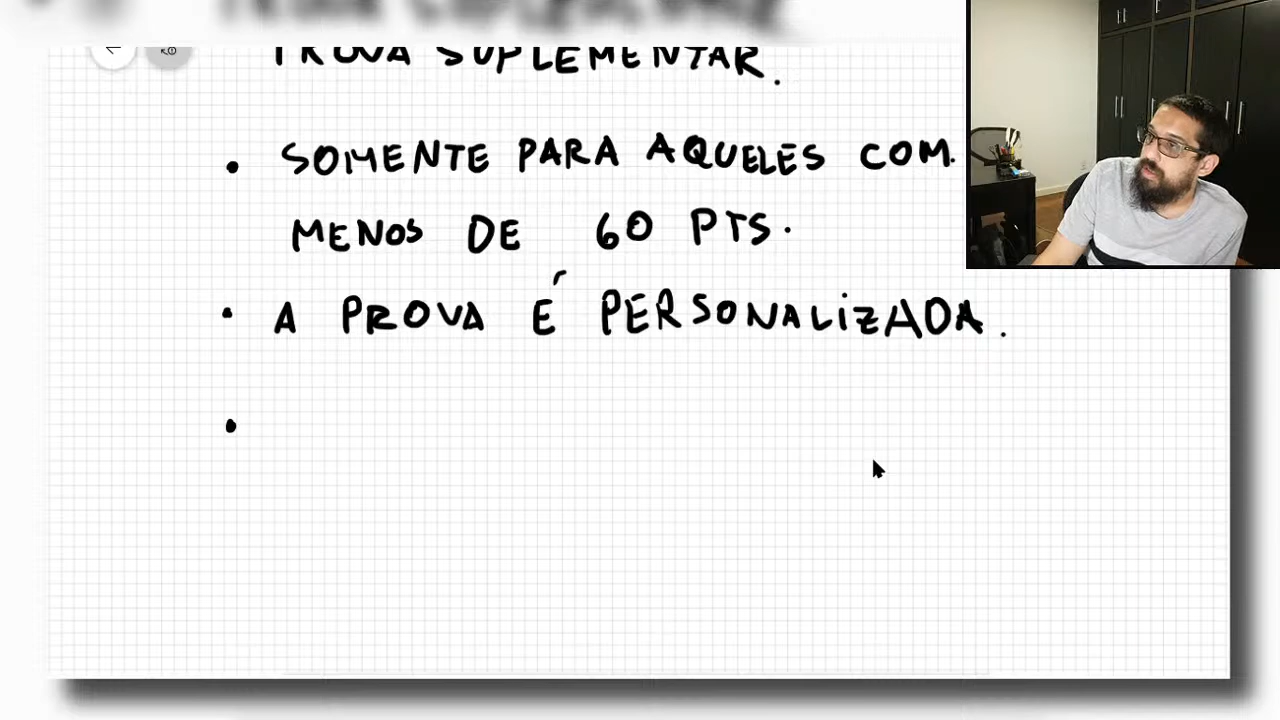 PROVA SUPLEMENTAR.
• SOMENTE PARA AQUELES COM
MENOS DE 60 PTS.
• A PROVA É PERSONALIZADA.
•